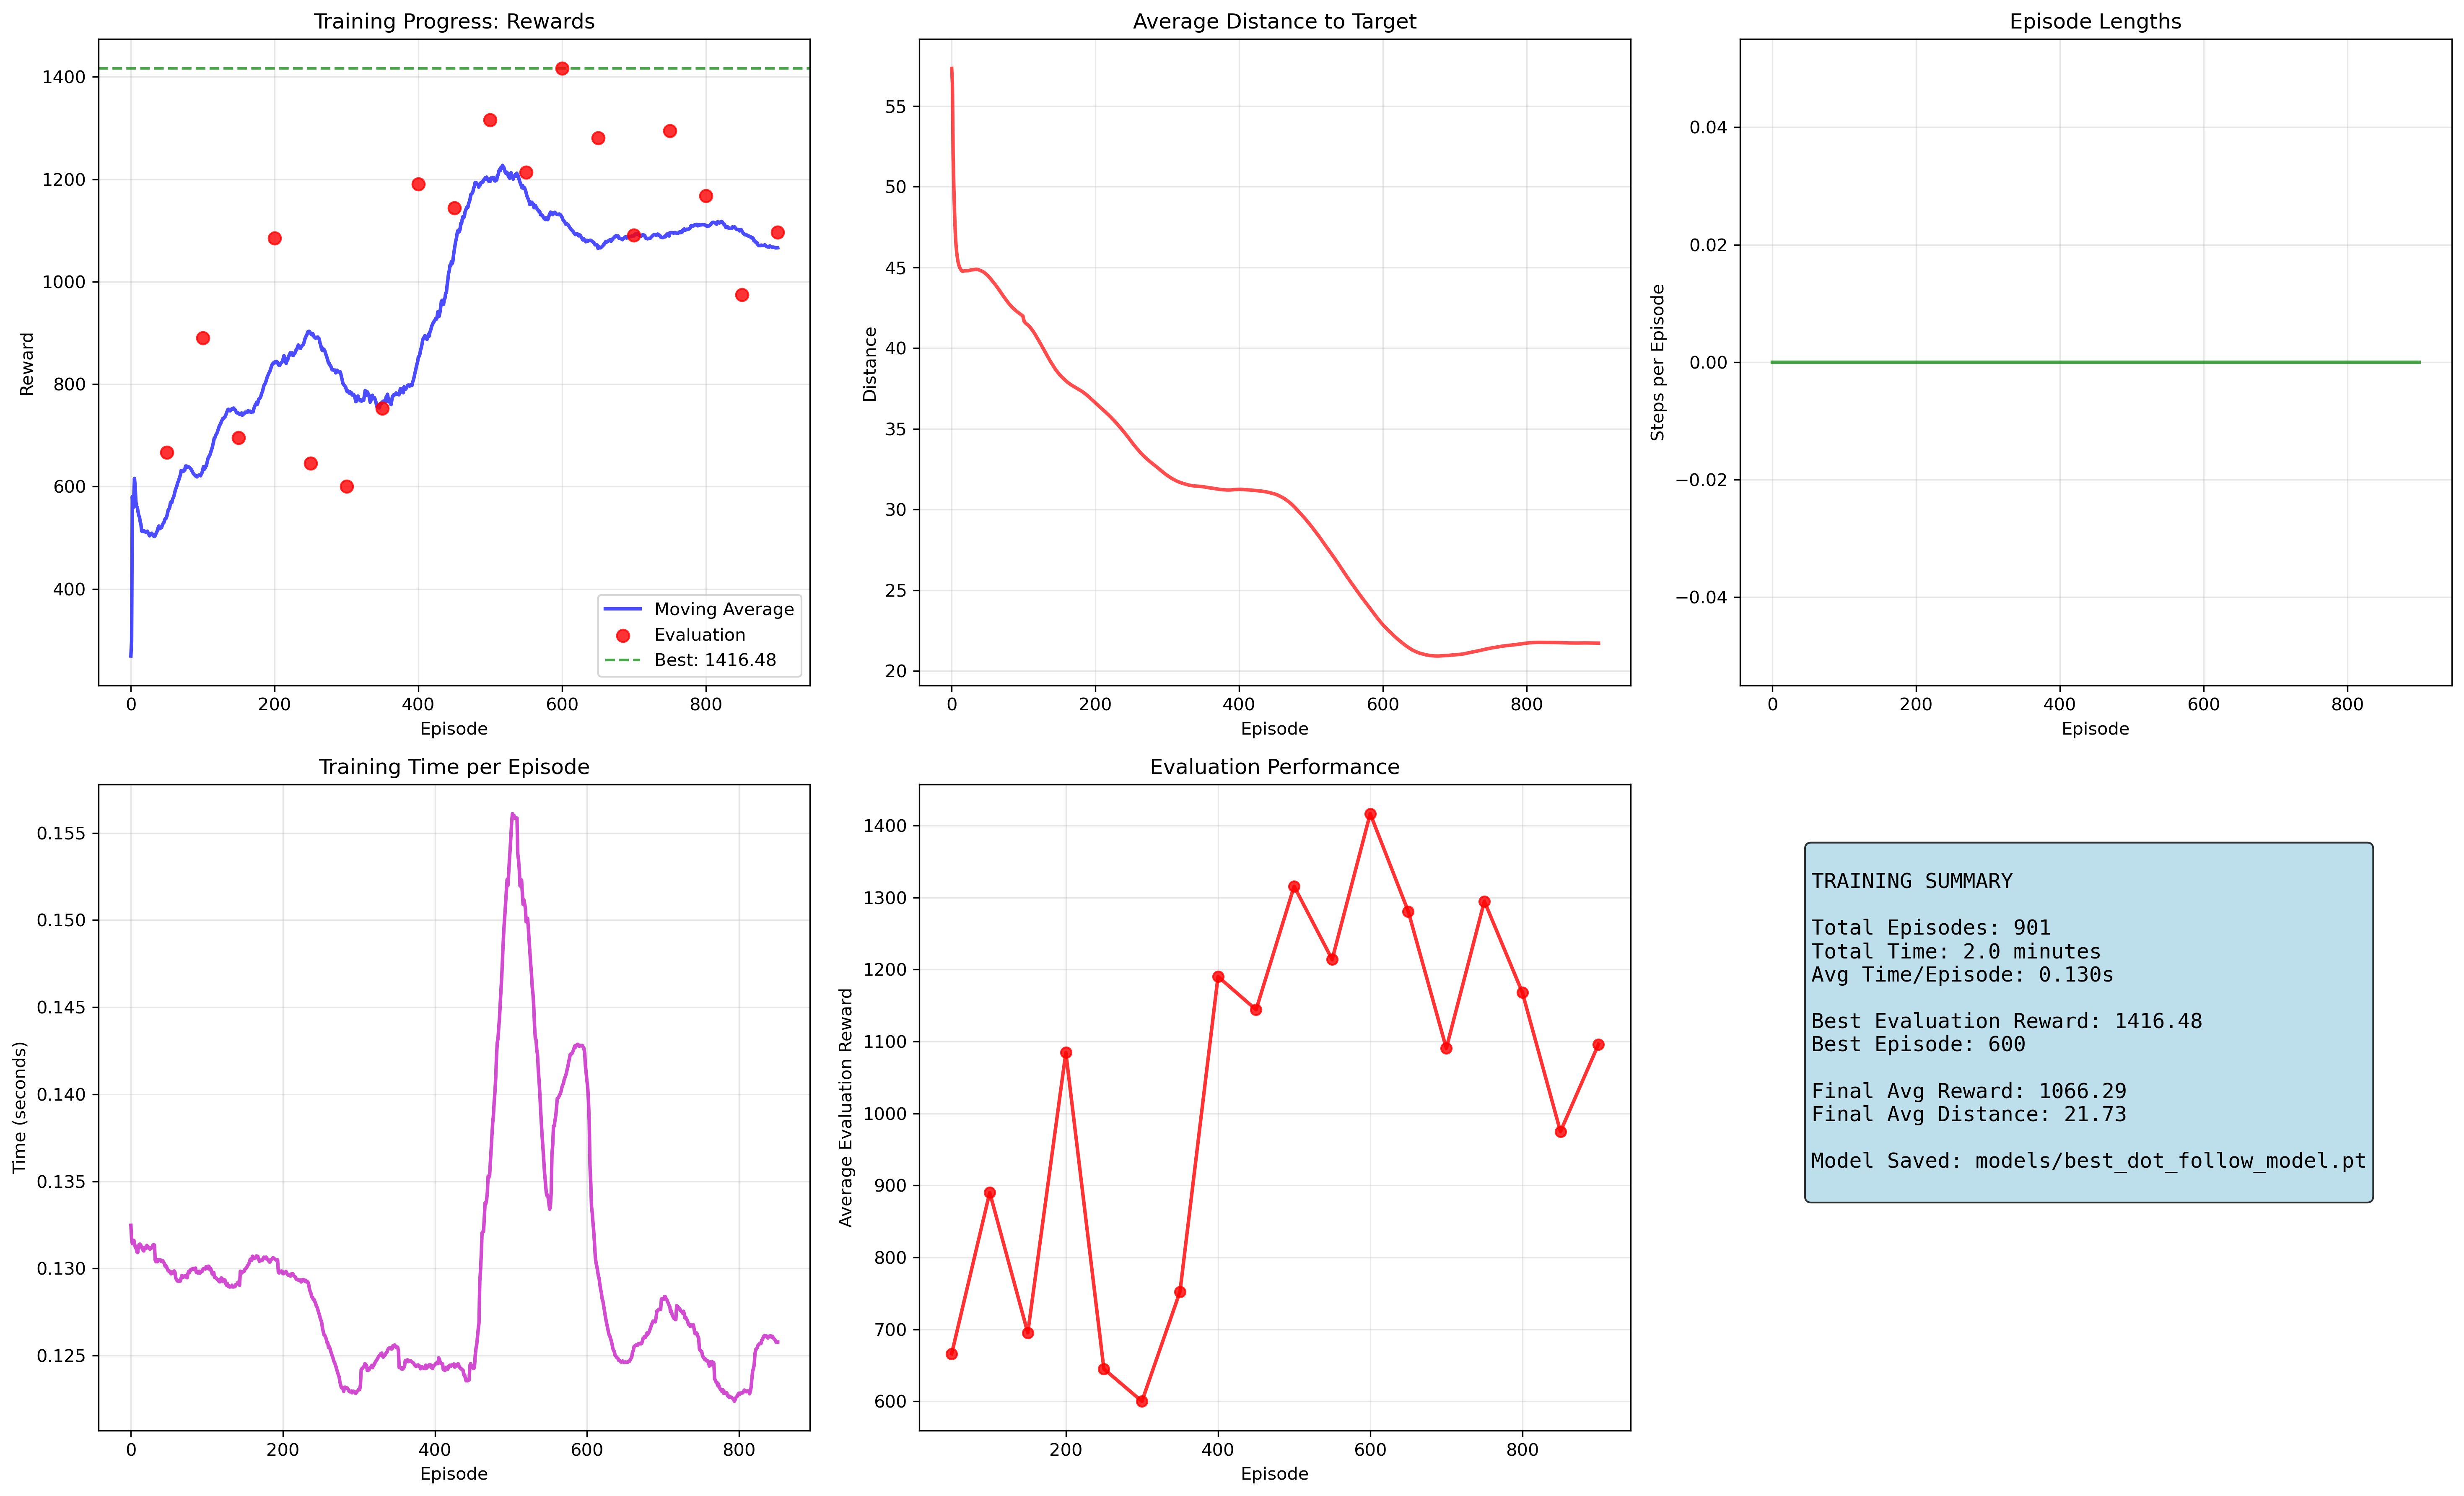 Training Progress: Rewards
1400
1200
1000
800
600
400
Reward
0
200
400
600
800
Episode
Moving Average
Evaluation
Best: 1416.48
Average Distance to Target
55
50
45
40
35
30
25
20
Distance
0
200
400
600
800
Episode
Episode Lengths
0.04
0.02
0.00
−0.02
−0.04
Steps per Episode
0
200
400
600
800
Episode
Training Time per Episode
0.155
0.150
0.145
0.140
0.135
0.130
0.125
Time (seconds)
0
200
400
600
800
Episode
Evaluation Performance
1400
1300
1200
1100
1000
900
800
700
600
Average Evaluation Reward
200
400
600
800
Episode
TRAINING SUMMARY
Total Episodes: 901
Total Time: 2.0 minutes
Avg Time/Episode: 0.130s
Best Evaluation Reward: 1416.48
Best Episode: 600
Final Avg Reward: 1066.29
Final Avg Distance: 21.73
Model Saved: models/best_dot_follow_model.pt